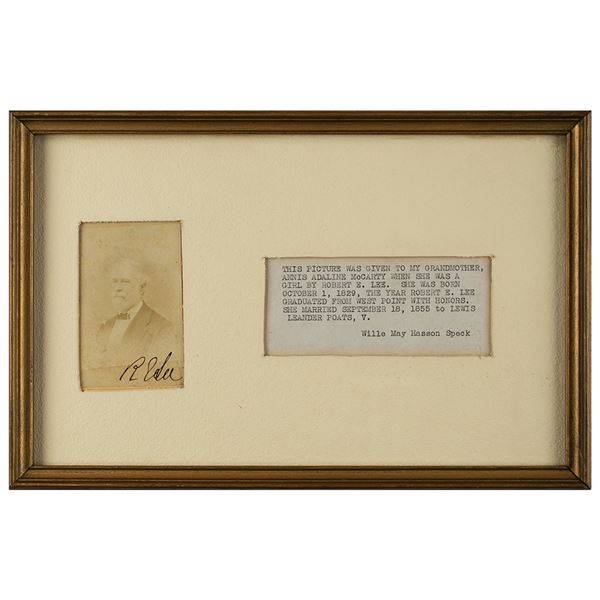 R E Lee
THIS PICTURE WAS GIVEN TO MY GRANDMOTHER,
ANNIS ADALINE McCARTY WHEN SHE WAS A
GIRL BY ROBERT E. LEE. SHE WAS BORN
OCTOBER 1, 1829, THE YEAR ROBERT E. LEE
GRADUATED FROM WEST POINT WITH HONORS.
SHE MARRIED SEPTEMBER 18, 1855 to LEWIS
LEANDER POATS, V.
Wille May Hasson Speck